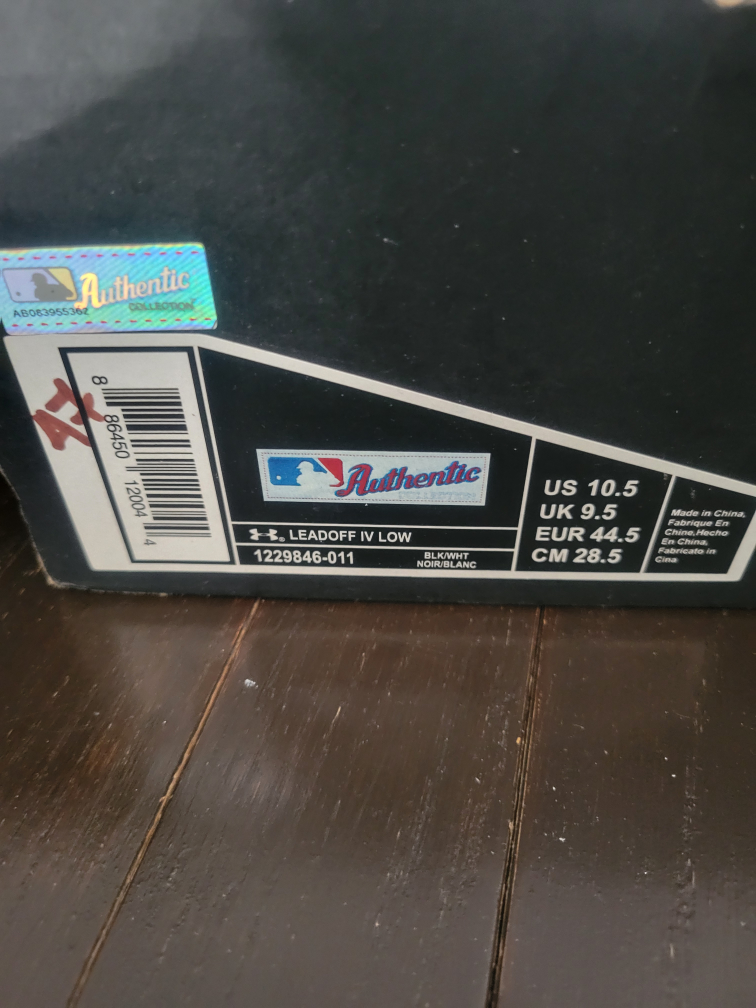 Authentic
COLLECTION
AB083955362
8 86450 12004 4
Authentic
COLLECTION
LEADOFF IV LOW
1229846-011
BLK/WHT
NOIR/BLANC
US 10.5
UK 9.5
EUR 44.5
CM 28.5
Made in China.
Fabrique En
Chine,Hecho
En China,
Fabricato in
Cina